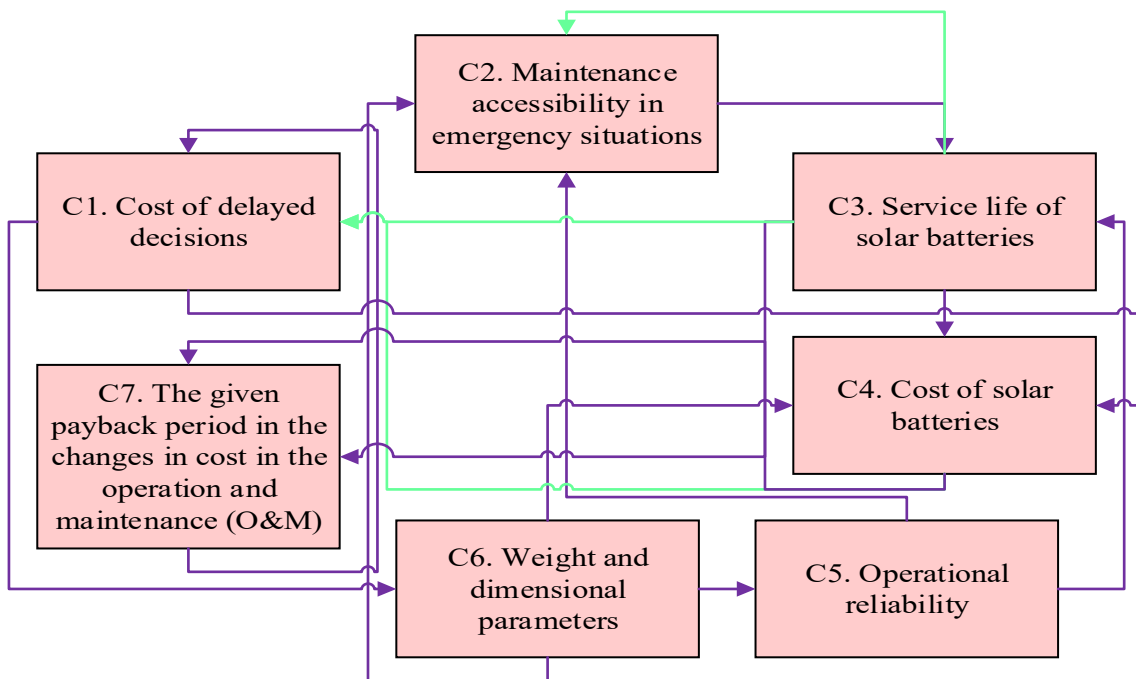 C2. Maintenance
accessibility in
emergency situations
C1. Cost of delayed
decisions
C3. Service life of
solar batteries
C7. The given
payback period in the
changes in cost in the
operation and
maintenance (O&M)
C4. Cost of solar
batteries
C6. Weight and
dimensional
parameters
C5. Operational
reliability